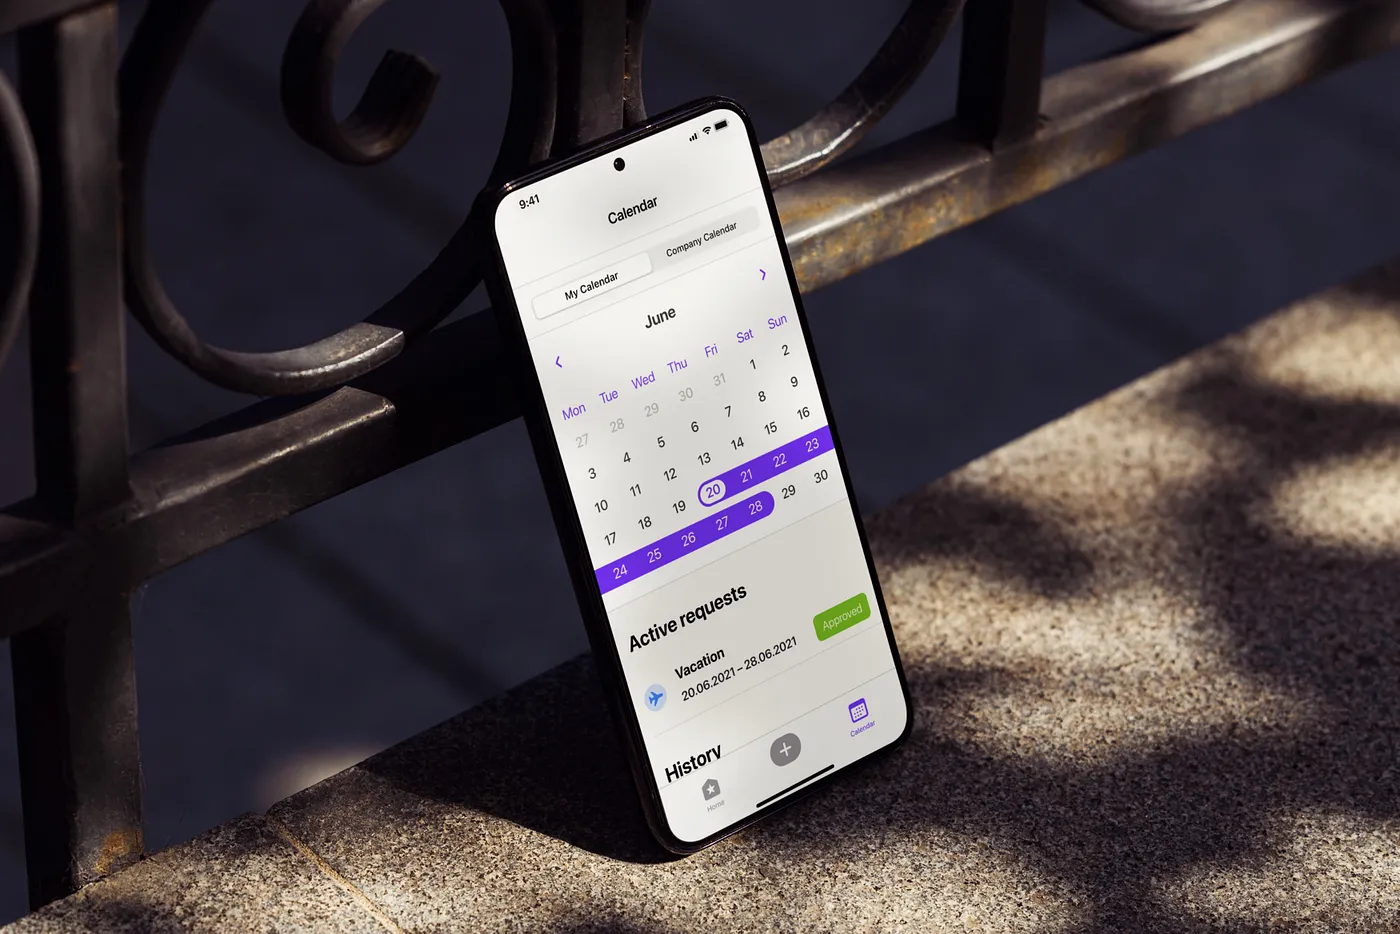 9:41
Calendar
My Calendar Company Calendar
June
Mon Tue Wed Thu Fri Sat Sun
27 28 29 30 31 1 2
3 4 5 6 7 8 9
10 11 12 13 14 15 16
17 18 19 20 21 22 23
24 25 26 27 28 29 30
Active requests
Vacation
20.06.2021 – 28.06.2021
Approved
History
Home
Calendar